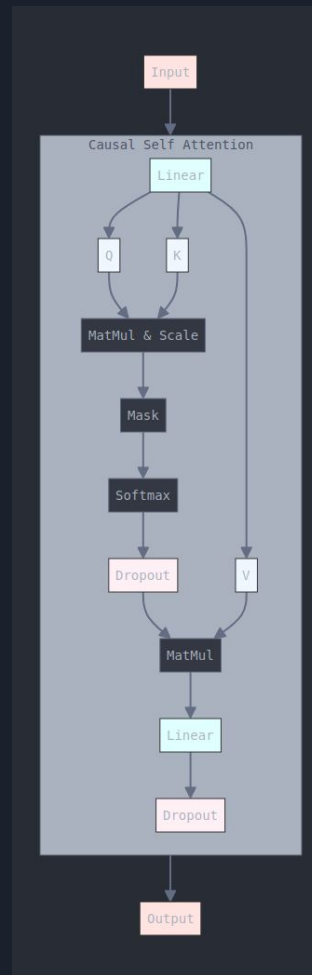 Input
Causal Self Attention
Linear
Q
K
MatMul & Scale
Mask
Softmax
Dropout
V
MatMul
Linear
Dropout
Output